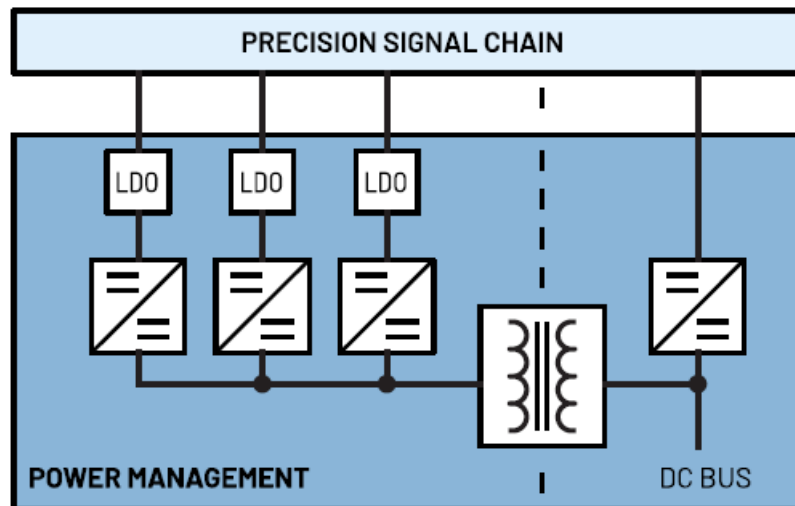 PRECISION SIGNAL CHAIN
LDO
LDO
LDO
POWER MANAGEMENT
DC BUS